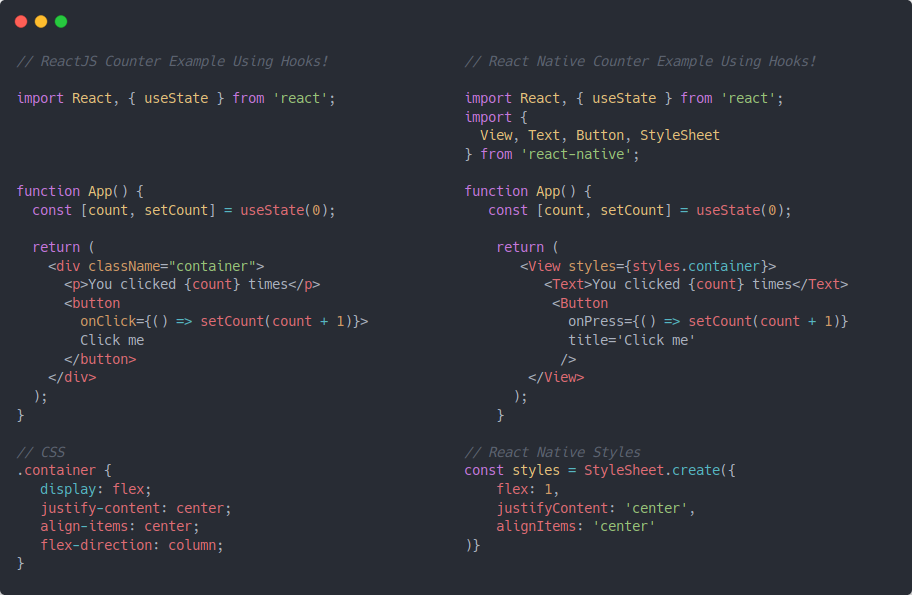 // ReactJS Counter Example Using Hooks!
import React, { useState } from 'react';
function App() {
  const [count, setCount] = useState(0);
  return (
    <div className="container">
      <p>You clicked {count} times</p>
      <button
        onClick={() => setCount(count + 1)}>
        Click me
      </button>
    </div>
  );
}
// CSS
.container {
   display: flex;
   justify-content: center;
   align-items: center;
   flex-direction: column;
}
// React Native Counter Example Using Hooks!
import React, { useState } from 'react';
import {
  View, Text, Button, StyleSheet
} from 'react-native';
function App() {
   const [count, setCount] = useState(0);
    return (
       <View styles={styles.container}>
          <Text>You clicked {count} times</Text>
           <Button
             onPress={() => setCount(count + 1)}
             title='Click me'
            />
        </View>
      );
    }
// React Native Styles
const styles = StyleSheet.create({
    flex: 1,
    justifyContent: 'center',
    alignItems: 'center'
)}